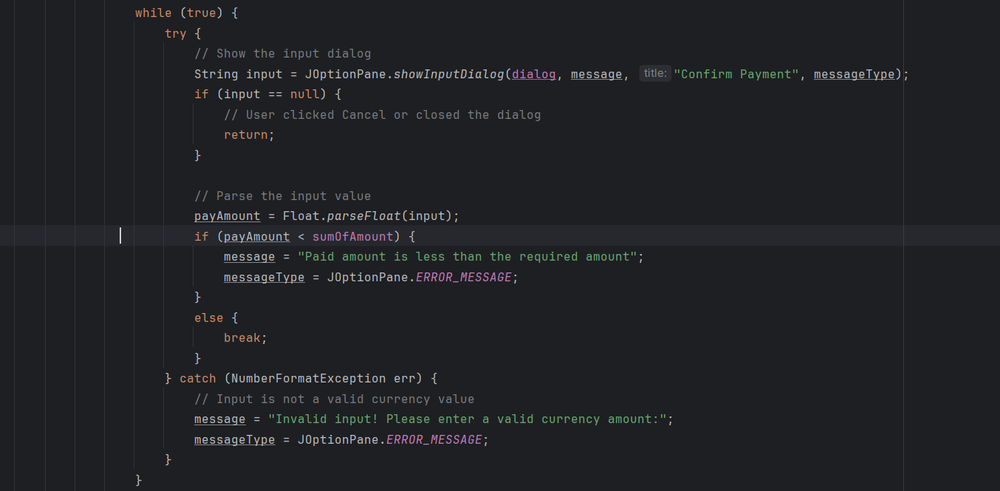 while (true) {
try {
// Show the input dialog
String input = JOptionPane.showInputDialog(dialog, message, title: "Confirm Payment", messageType);
if (input == null) {
// User clicked Cancel or closed the dialog
return;
}
// Parse the input value
payAmount = Float.parseFloat(input);
if (payAmount < sumOfAmount) {
message = "Paid amount is less than the required amount";
messageType = JOptionPane.ERROR_MESSAGE;
}
else {
break;
}
} catch (NumberFormatException err) {
// Input is not a valid currency value
message = "Invalid input! Please enter a valid currency amount:";
messageType = JOptionPane.ERROR_MESSAGE;
}
}